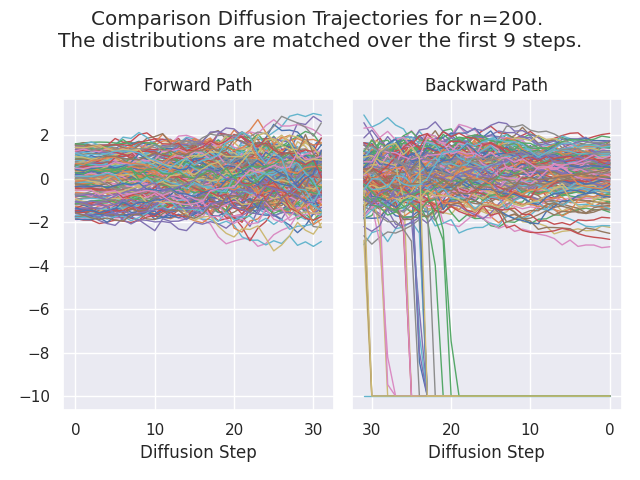 Comparison Diffusion Trajectories for n=200.
The distributions are matched over the first 9 steps.
Forward Path
Backward Path
2
0
−2
−4
−6
−8
−10
0 10 20 30
30 20 10 0
Diffusion Step
Diffusion Step